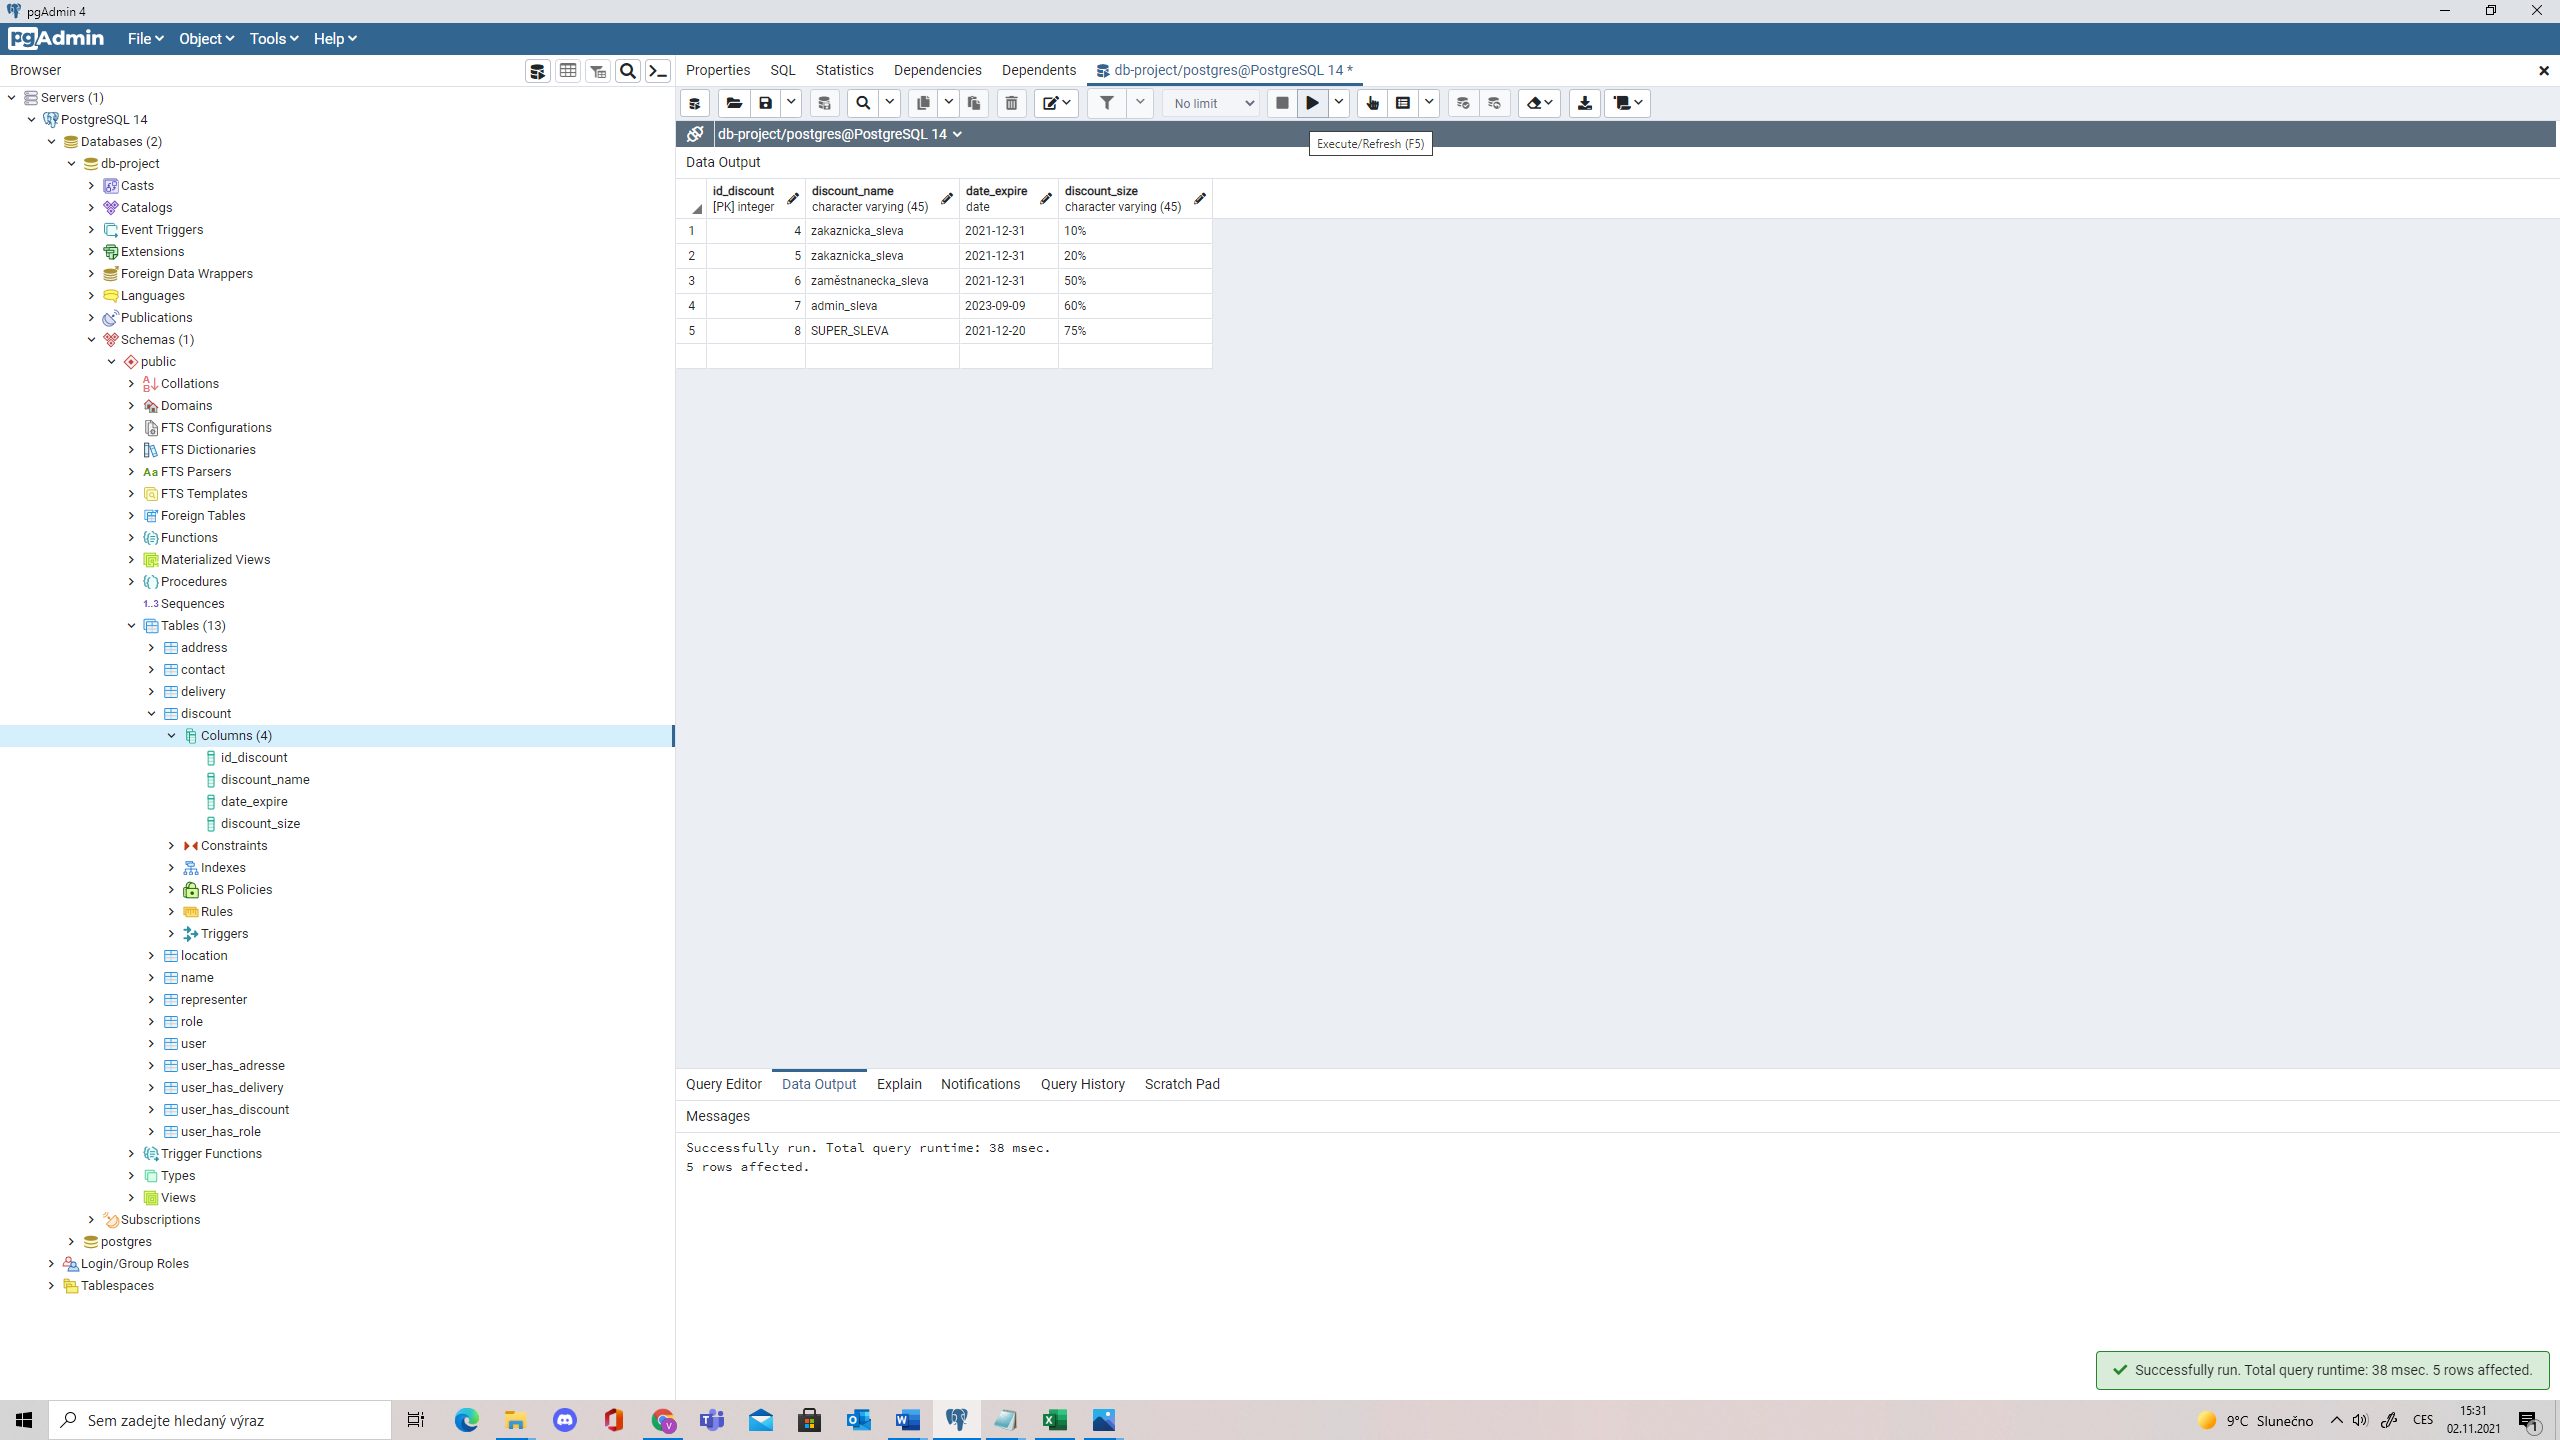 pgAdmin 4
pgAdmin File Object Tools Help
Browser
Properties SQL Statistics Dependencies Dependents db-project/postgres@PostgreSQL 14 *
No limit
db-project/postgres@PostgreSQL 14
Execute/Refresh (F5)
Servers (1)
PostgreSQL 14
Databases (2)
db-project
Casts
Catalogs
Event Triggers
Extensions
Foreign Data Wrappers
Languages
Publications
Schemas (1)
public
Collations
Domains
FTS Configurations
FTS Dictionaries
Aa FTS Parsers
FTS Templates
Foreign Tables
Functions
Materialized Views
Procedures
1..3 Sequences
Tables (13)
address
contact
delivery
discount
Columns (4)
id_discount
discount_name
date_expire
discount_size
Constraints
Indexes
RLS Policies
Rules
Triggers
location
name
representer
role
user
user_has_adresse
user_has_delivery
user_has_discount
user_has_role
Trigger Functions
Types
Views
Subscriptions
postgres
Login/Group Roles
Tablespaces
Data Output
id_discount discount_name date_expire discount_size
[PK] integer character varying (45) date character varying (45)
1 4 zakaznicka_sleva 2021-12-31 10%
2 5 zakaznicka_sleva 2021-12-31 20%
3 6 zaměstnanecka_sleva 2021-12-31 50%
4 7 admin_sleva 2023-09-09 60%
5 8 SUPER_SLEVA 2021-12-20 75%
Query Editor Data Output Explain Notifications Query History Scratch Pad
Messages
Successfully run. Total query runtime: 38 msec.
5 rows affected.
Successfully run. Total query runtime: 38 msec. 5 rows affected.
Sem zadejte hledaný výraz
9°C Slunečno CES
15:31
02.11.2021
1